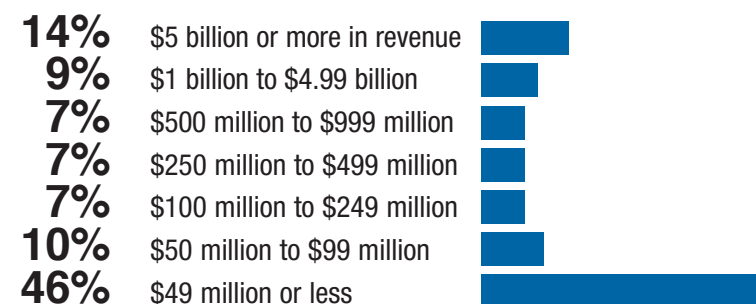 14% $5 billion or more in revenue
9% $1 billion to $4.99 billion
7% $500 million to $999 million
7% $250 million to $499 million
7% $100 million to $249 million
10% $50 million to $99 million
46% $49 million or less